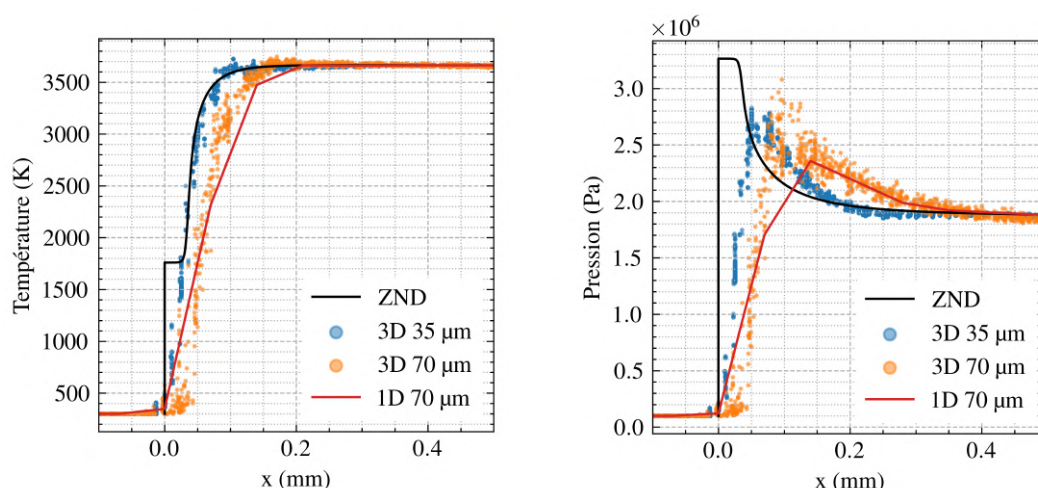 3500
3000
2500
2000
1500
1000
500
0.0
0.2
0.4
x (mm)
Température (K)
ZND
3D 35 μm
3D 70 μm
1D 70 μm
×10⁶
3.0
2.5
2.0
1.5
1.0
0.5
0.0
0.0
0.2
0.4
x (mm)
Pression (Pa)
ZND
3D 35 μm
3D 70 μm
1D 70 μm